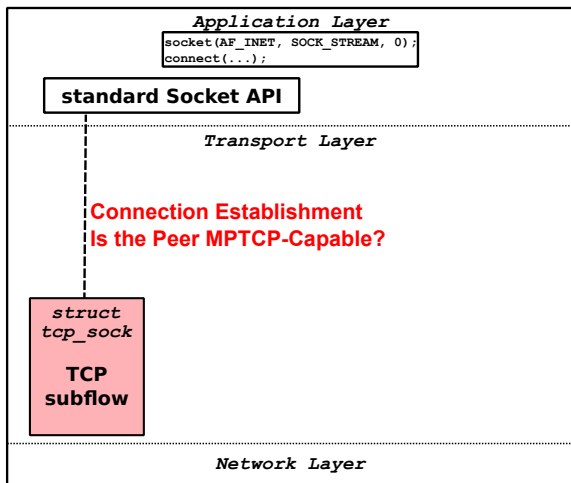 Application Layer
socket(AF_INET, SOCK_STREAM, 0);
connect(...);
standard Socket API
Transport Layer
Connection Establishment
Is the Peer MPTCP-Capable?
struct
tcp_sock
TCP
subflow
Network Layer